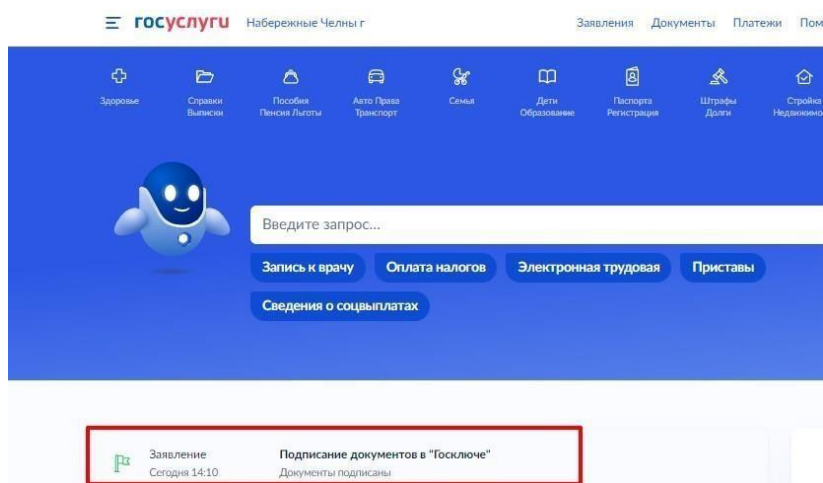 госуслуги Набережные Челны г Заявления Документы Платежи Пом
Здоровье Справки Пособия Авто Права Семья Дети Паспорта Штрафы Стройка
Выписки Пенсия Льготы Транспорт Образование Регистрация Долги Недвижимо
Введите запрос...
Запись к врачу Оплата налогов Электронная трудовая Приставы
Сведения о соцвыплатах
Заявление Подписание документов в "Госключе"
Сегодня 14:10 Документы подписаны